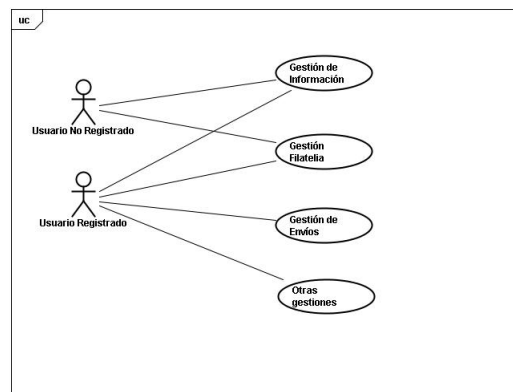 uc
Gestión de
Información
Usuario No Registrado
Gestión
Filatelia
Usuario Registrado
Gestión de
Envíos
Otras
gestiones